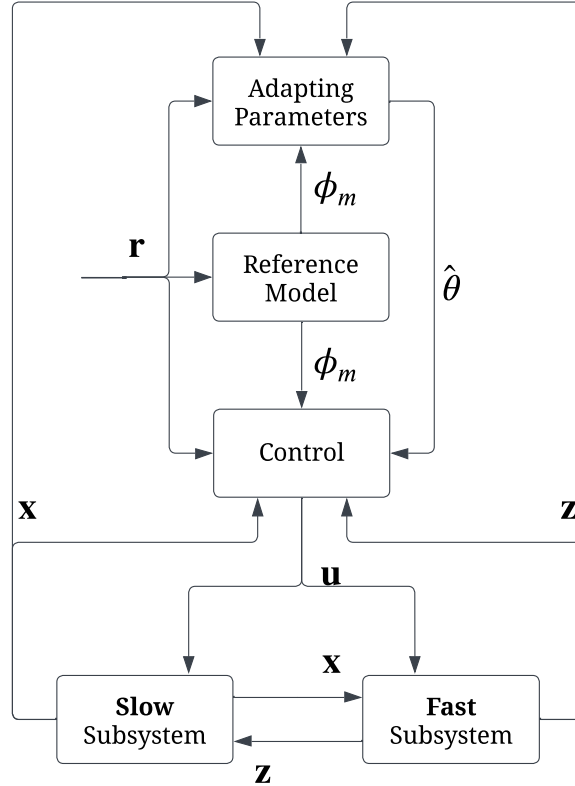 Adapting
Parameters
ϕₘ
r
Reference
Model
θ̂
ϕₘ
Control
x
z
u
x
Slow
Subsystem
Fast
Subsystem
z